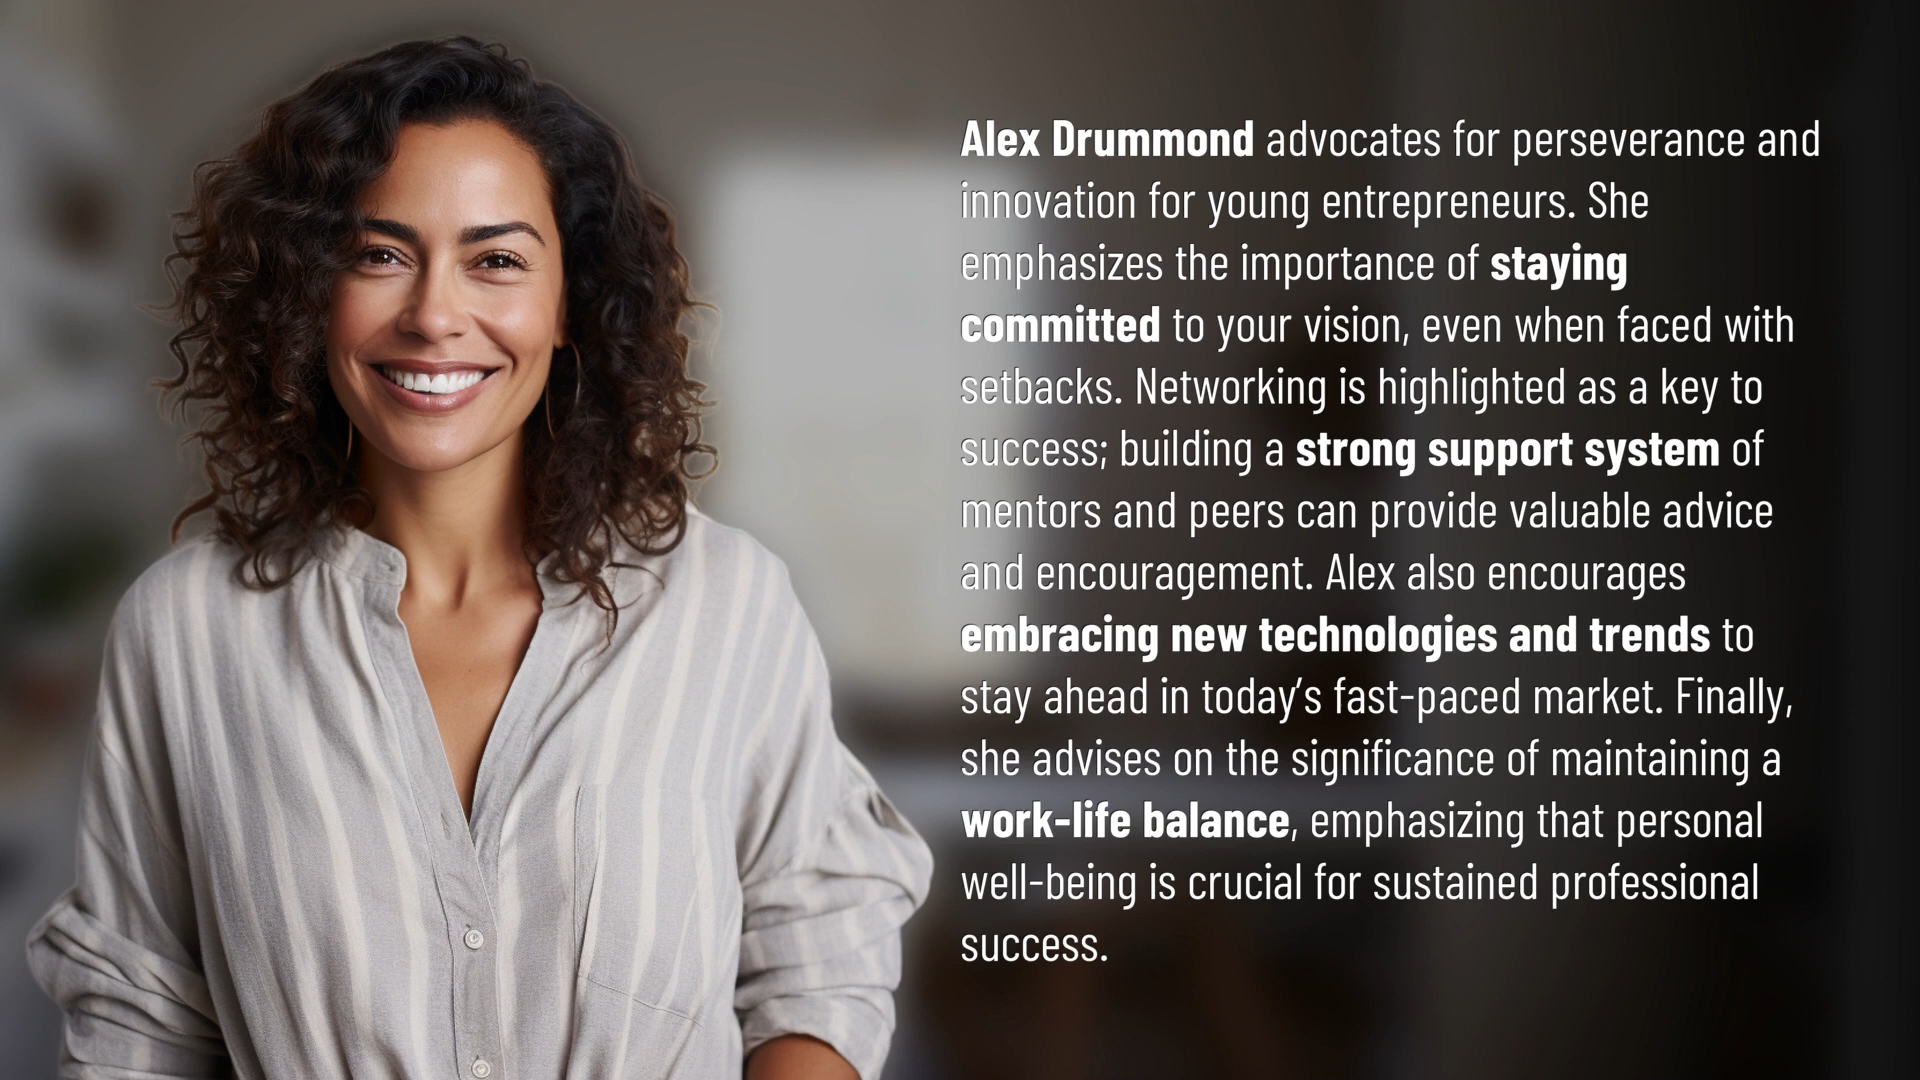 Alex Drummond advocates for perseverance and
innovation for young entrepreneurs. She
emphasizes the importance of staying
committed to your vision, even when faced with
setbacks. Networking is highlighted as a key to
success; building a strong support system of
mentors and peers can provide valuable advice
and encouragement. Alex also encourages
embracing new technologies and trends to
stay ahead in today’s fast-paced market. Finally,
she advises on the significance of maintaining a
work-life balance, emphasizing that personal
well-being is crucial for sustained professional
success.